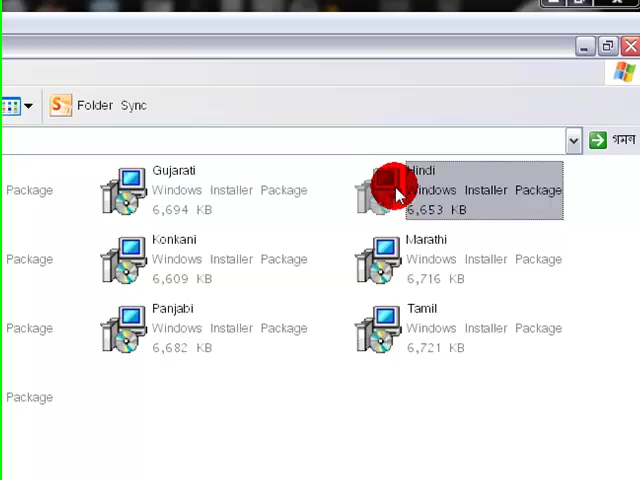 Folder Sync
গমল
Gujarati
Hindi
Package
Windows Installer Package
Windows Installer Package
6,694 KB
6,653 KB
Konkani
Marathi
Package
Windows Installer Package
Windows Installer Package
6,609 KB
6,716 KB
Panjabi
Tamil
Package
Windows Installer Package
Windows Installer Package
6,682 KB
6,721 KB
Package